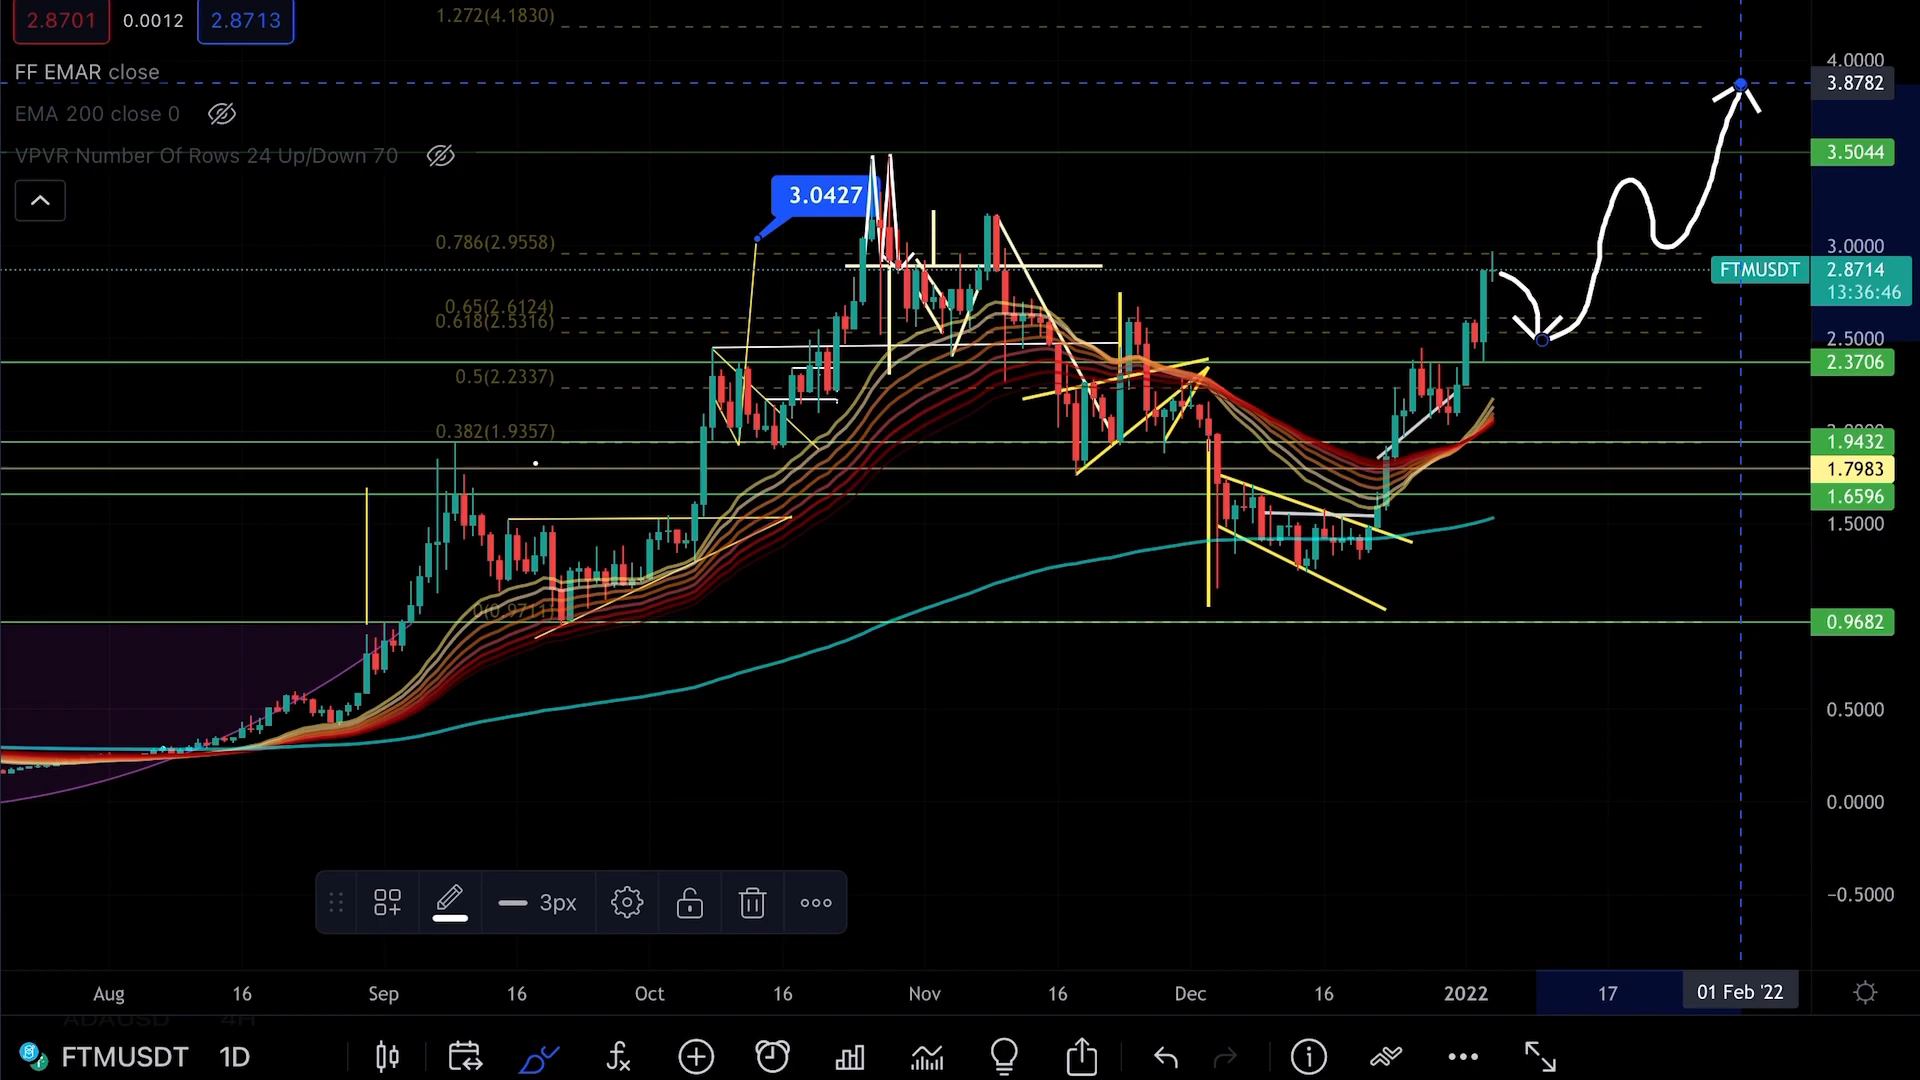 2.8701 0.0012 2.8713
1.272(4.1830)
4.0000
FF EMAR close
3.8782
EMA 200 close 0
VPVR Number Of Rows 24 Up/Down 70
3.5044
3.0427
0.786(2.9558)
3.0000
FTMUSDT 2.8714
13:36:46
0.65(2.6124)
0.618(2.5316)
2.5000
2.3706
0.5(2.2337)
0.382(1.9357)
1.9432
1.7983
1.6596
1.5000
0(0.9711)
0.9682
0.5000
0.0000
−0.5000
3px
Aug 16 Sep 16 Oct 16 Nov 16 Dec 16 2022 17 01 Feb '22
ADAUSD 4H
FTMUSDT 1D